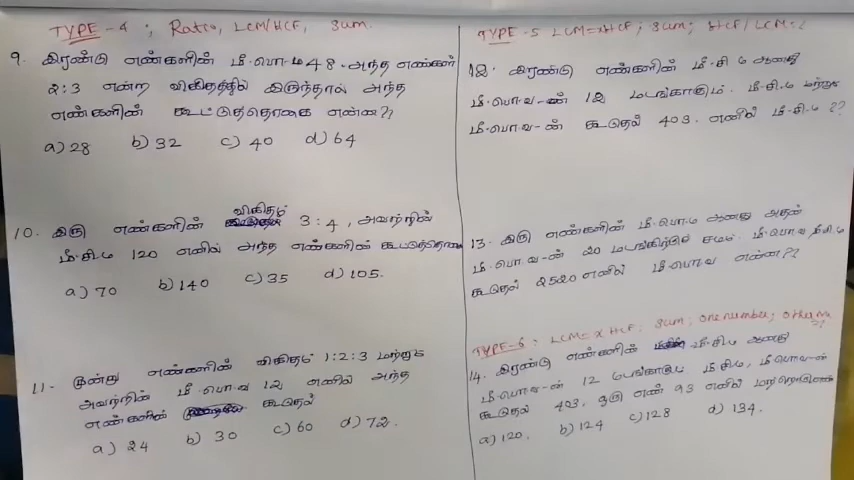 TYPE-4 ; Ratio, LCM/HCF, Sum.
9. இரண்டு எண்களின் மீ.பொ.ம 48. அந்த எண்கள்
2:3 என்ற விகிதத்தில் இருந்தால் அந்த
எண்களின் கூட்டுத்தொகை என்ன??
a) 28 b) 32 c) 40 d) 64
10. இரு எண்களின் விகிதம் 3:4, அவற்றின்
மீ.சி.ம 120 எனில் அந்த எண்களின் கூட்டுத்தொகை
a) 70 b) 140 c) 35 d) 105.
11. மூன்று எண்களின் விகிதம் 1:2:3 மற்றும்
அவற்றின் மீ.பொ.வ 12 எனில் அந்த
எண்களின் கூடுதல்
a) 24 b) 30 c) 60 d) 72.
TYPE-5 LCM=xHCF; Sum; HCF/LCM=?
12. இரண்டு எண்களின் மீ.சி.ம ஆனது
மீ.பொ.வ-ன் 12 மடங்காகும். மீ.சி.ம மற்றும்
மீ.பொ.வ-ன் கூடுதல் 403. எனில் மீ.சி.ம ??
13. இரு எண்களின் மீ.பொ.ம ஆனது அதன்
மீ.பொ.வ-ன் 20 மடங்கிற்கு சமம். மீ.பொ.வ, மீ.சி.ம
கூடுதல் 2520 எனில் மீ.பொ.வ என்ன??
TYPE-6: LCM=xHCF; Sum; One number; Other No
14. இரண்டு எண்களின் மீ.சி.ம ஆனது
மீ.பொ.வ-ன் 12 மடங்காகும் மீ.சி.ம, மீ.பொ.வ-ன்
கூடுதல் 403, ஒரு எண் 93 எனில்
a) 120. b) 124 c) 128 d) 134.